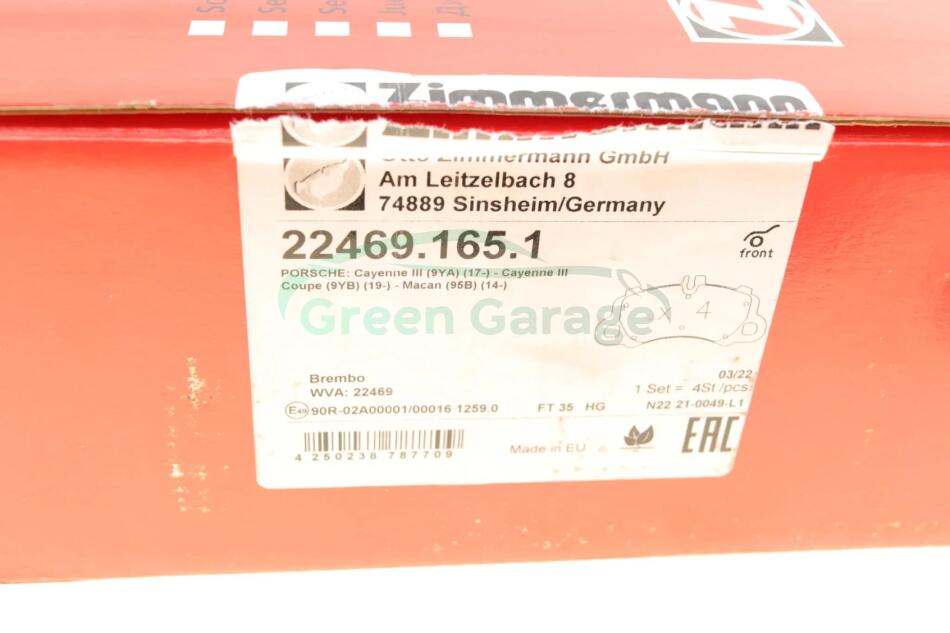 Zimmermann
Otto Zimmermann GmbH
Am Leitzelbach 8
74889 Sinsheim/Germany
22469.165.1
front
PORSCHE: Cayenne III (9YA) (17-) - Cayenne III
Coupe (9YB) (19-) - Macan (95B) (14-)
x 4
Green Garage
Brembo
03/22
WVA: 22469
1 Set = 4St /pcs
E49 90R-02A00001/00016 1259.0 FT 35 HG N22 21-0049-L1
Made in EU
EAC
4 250238 787709